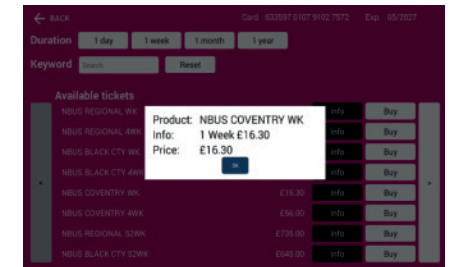 ← BACK Card 633597 0107 9102 7572 Exp. 05/2027
Duration 1 day 1 week 1 month 1 year
Keyword Search Reset
Available tickets
NBUS REGIONAL WK info Buy
NBUS REGIONAL 4WK info Buy
NBUS BLACK CTY WK info Buy
NBUS BLACK CTY 4WK info Buy
NBUS COVENTRY WK £16.30 info Buy
NBUS COVENTRY 4WK £56.00 info Buy
NBUS REGIONAL 52WK £735.00 info Buy
NBUS BLACK CTY 52WK £645.00 info Buy
Product: NBUS COVENTRY WK
Info: 1 Week £16.30
Price: £16.30